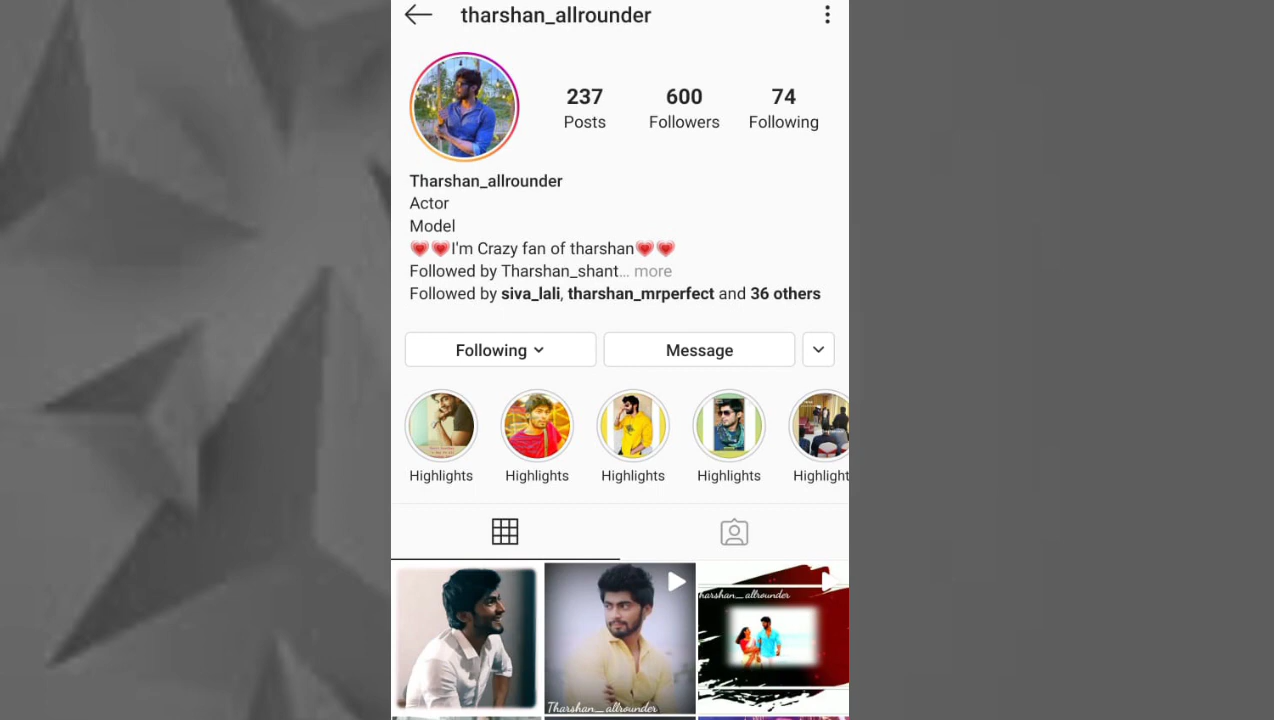 tharshan_allrounder
237 600 74
Posts Followers Following
Tharshan_allrounder
Actor
Model
💗💗I'm Crazy fan of tharshan💗💗
Followed by Tharshan_shant... more
Followed by siva_lali, tharshan_mrperfect and 36 others
Following Message
Highlights Highlights Highlights Highlights Highlight
harshan_allrounder
Tharshan_allrounder